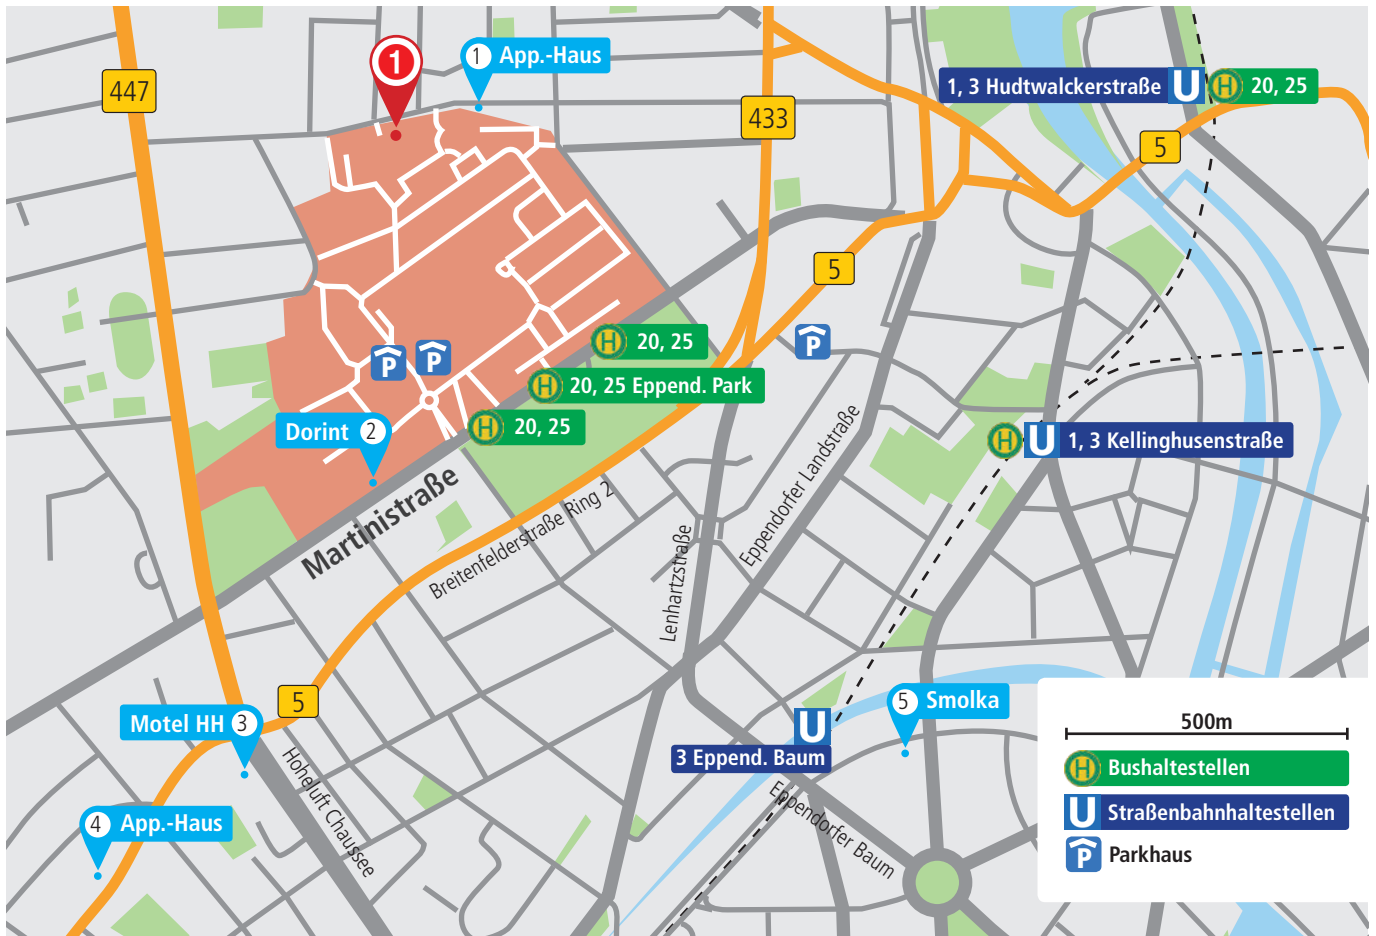 1
1 App.-Haus
447
433
1, 3 Hudtwalckerstraße U H 20, 25
5
5
H 20, 25
P P
P
H 20, 25 Eppend. Park
Dorint 2
H 20, 25
H U 1, 3 Kellinghusenstraße
Martinistraße
Breitenfelderstraße Ring 2
Lenhartzstraße
Eppendorfer Landstraße
5
Motel HH 3
5 Smolka
U
3 Eppend. Baum
Hoheluft Chaussee
Eppendorfer Baum
4 App.-Haus
500m
H Bushaltestellen
U Straßenbahnhaltestellen
P Parkhaus